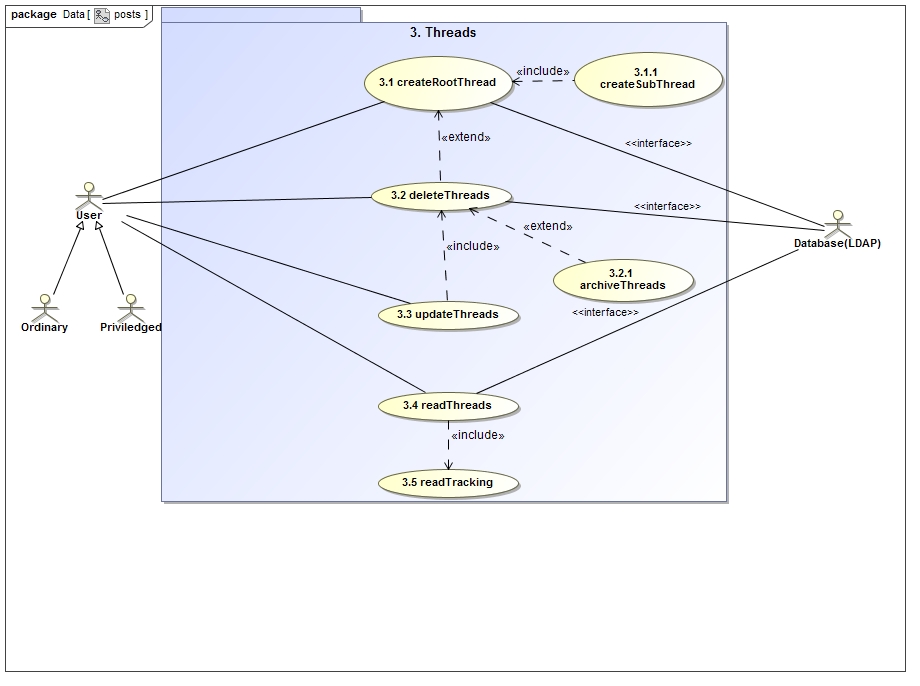 package Data [ posts ]
3. Threads
3.1 createRootThread
«include»
3.1.1
createSubThread
«extend»
<<interface>>
3.2 deleteThreads
<<interface>>
User
«extend»
Database(LDAP)
«include»
3.2.1
archiveThreads
3.3 updateThreads
<<interface>>
Ordinary
Priviledged
3.4 readThreads
«include»
3.5 readTracking